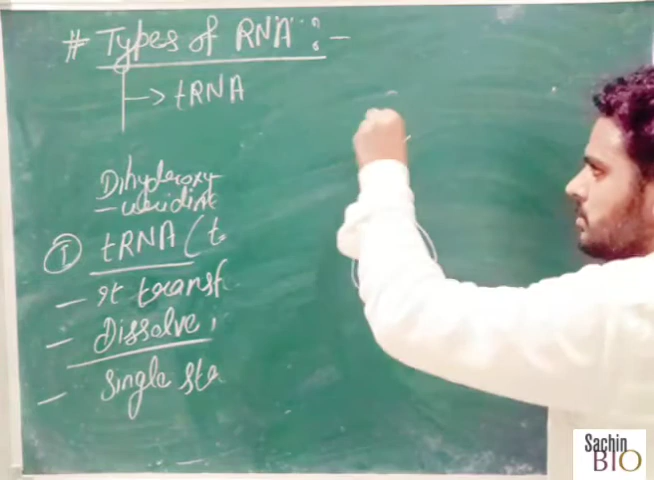 # Types of RNA :-
→ tRNA
Dihydroxy
- uridine
① tRNA (t
- It transf
- Dissolve
- Single sta
Sachin
BIO